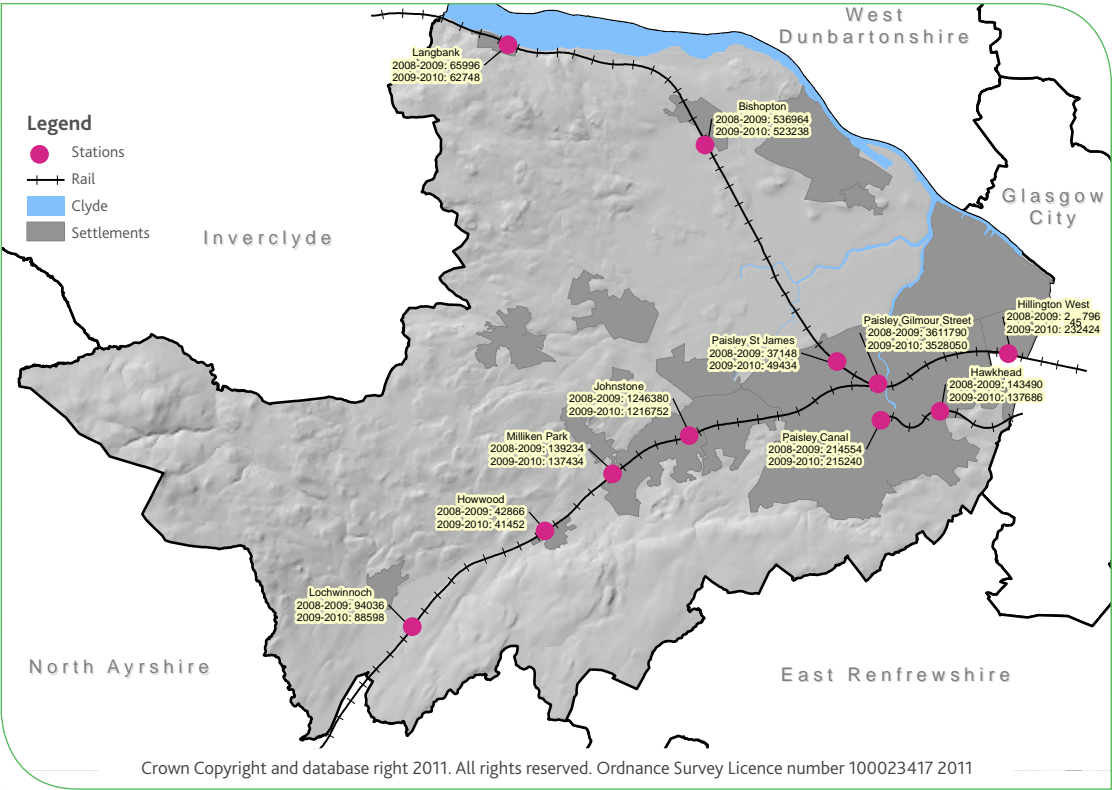 West
Dunbartonshire
Langbank
2008-2009: 65996
2009-2010: 62748
Bishopton
2008-2009: 536964
2009-2010: 523238
Legend
Stations
Rail
Clyde
Settlements
Inverclyde
Glasgow
City
Hillington West
2008-2009:
2009-2010: 232424
Paisley Gilmour Street
2008-2009: 3611790
2009-2010: 3528050
Paisley St James
2008-2009: 37148
2009-2010: 49434
Hawkhead
2008-2009: 143490
2009-2010: 137686
Johnstone
2008-2009: 1246380
2009-2010: 1216752
Milliken Park
2008-2009: 139234
2009-2010: 137434
Paisley Canal
2008-2009: 214554
2009-2010: 215240
Howwood
2008-2009: 42866
2009-2010: 41452
Lochwinnoch
2008-2009: 94036
2009-2010: 88598
North Ayrshire
East Renfrewshire
Crown Copyright and database right 2011. All rights reserved. Ordnance Survey Licence number 100023417 2011